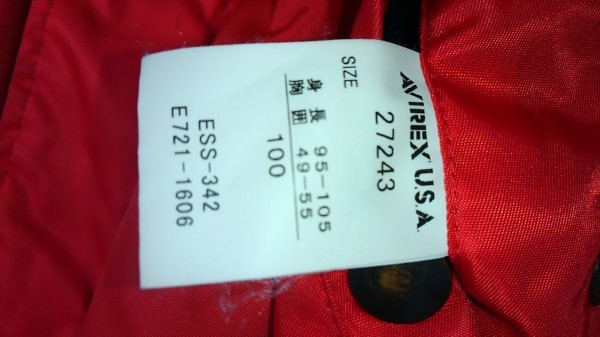 AVIREX U.S.A.
27243
SIZE
身長 95-105
胸囲 49-55
100
ESS-342
E721-1606